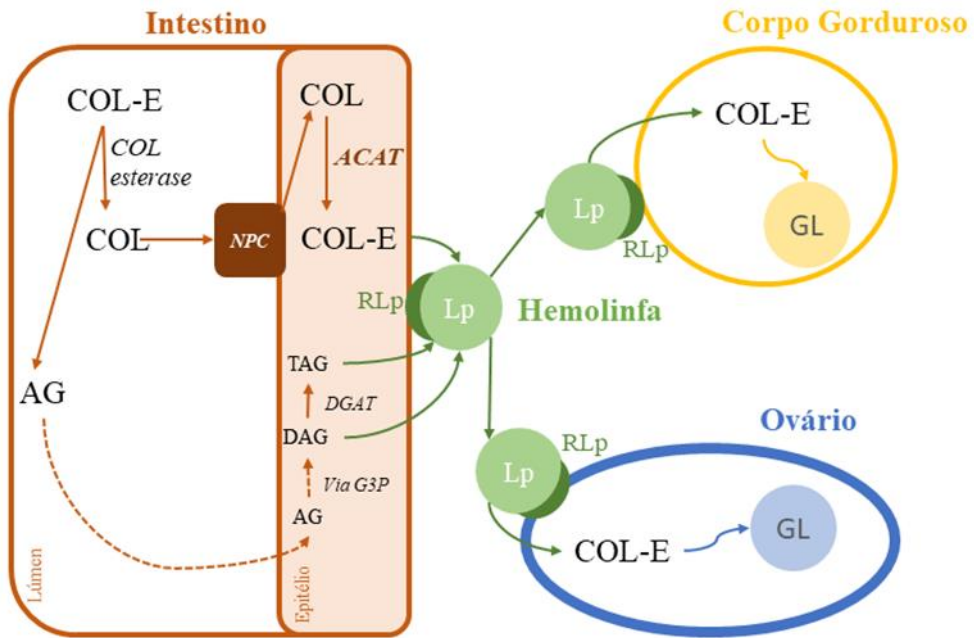 Intestino
COL-E
COL
esterase
COL
NPC
AG
Lúmen
COL
ACAT
COL-E
RLp
Lp
TAG
DGAT
DAG
Via G3P
AG
Epitélio
Hemolinfa
Corpo Gorduroso
COL-E
GL
Lp
RLp
Ovário
RLp
Lp
COL-E
GL